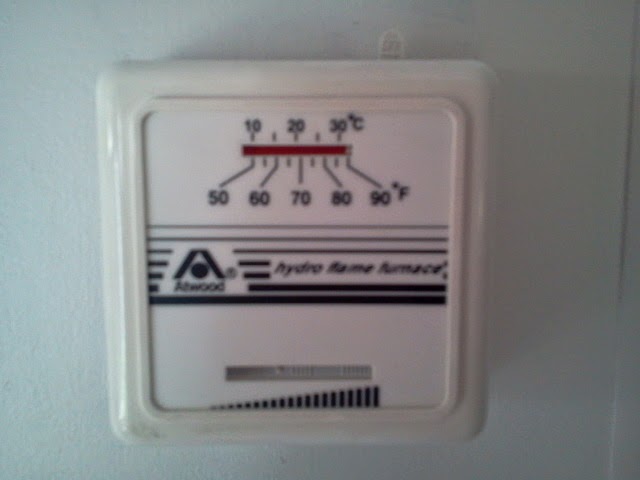 10 20 30 °C
50 60 70 80 90 °F
Atwood® hydro flame furnace